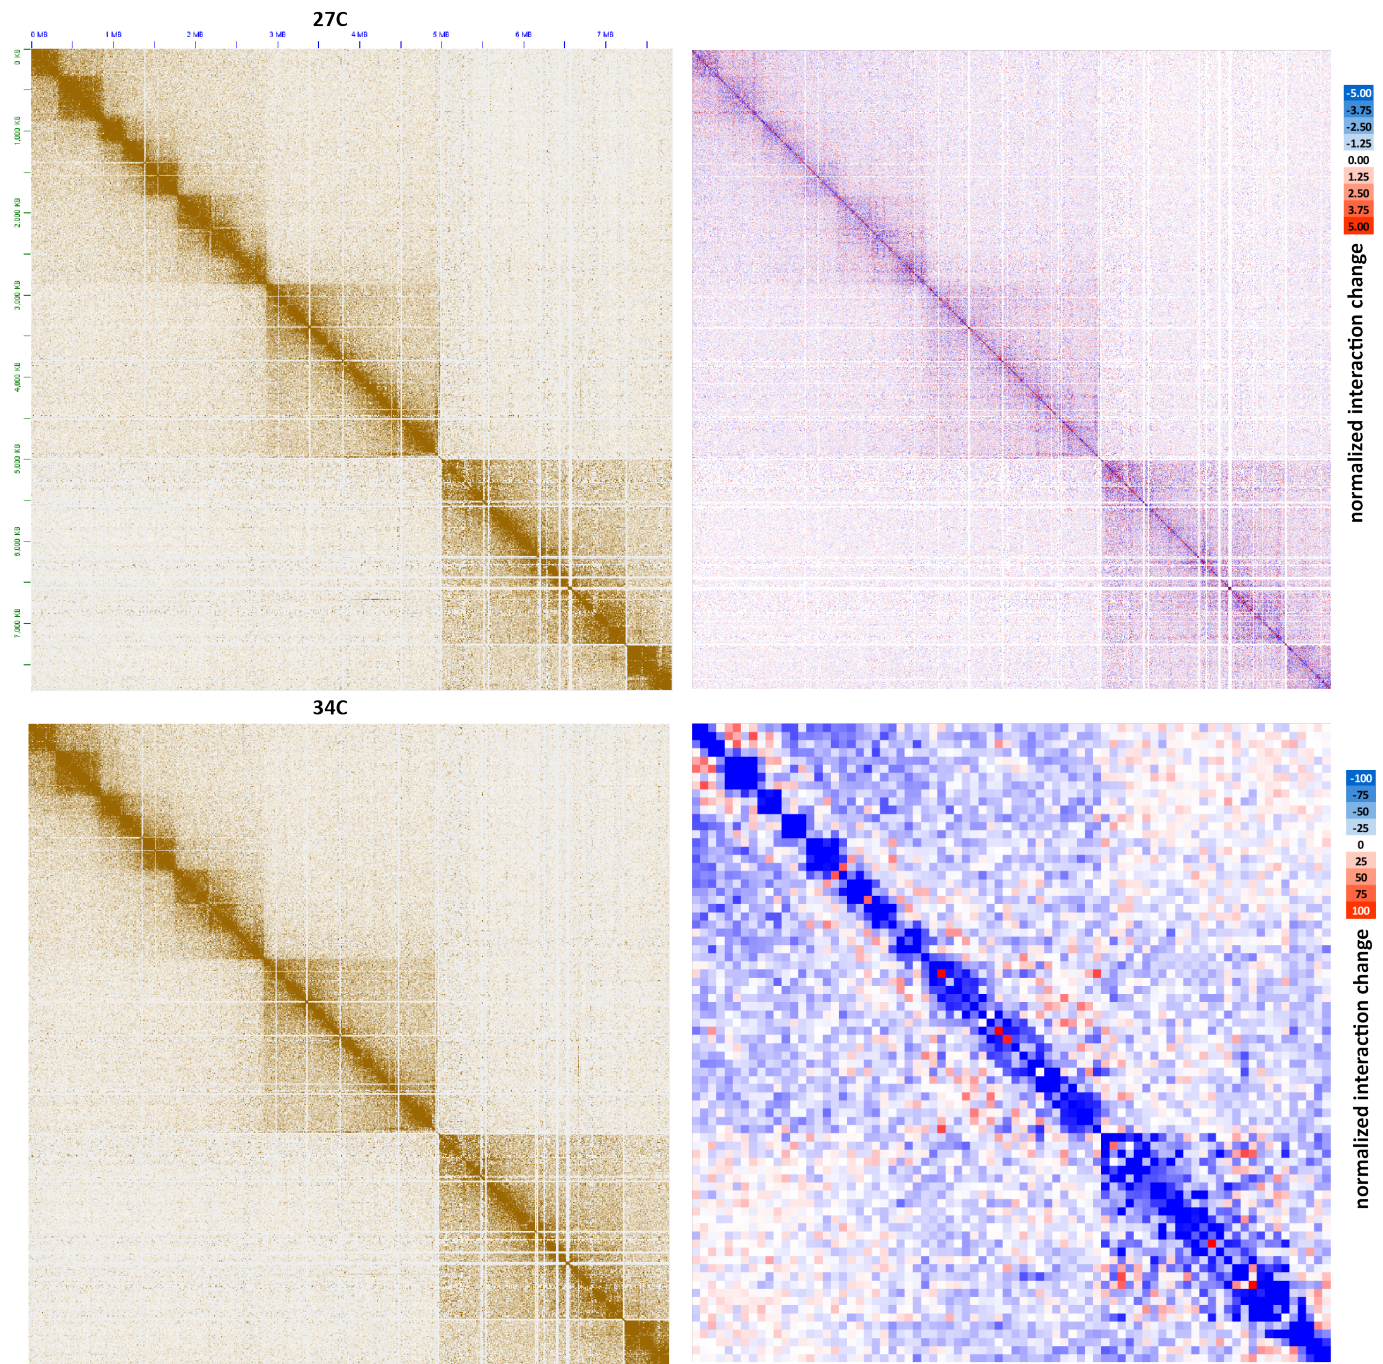 27C
0 MB 1 MB 2 MB 3 MB 4 MB 5 MB 6 MB 7 MB
0 KB
1,000 KB
2,000 KB
3,000 KB
4,000 KB
5,000 KB
6,000 KB
7,000 KB
-5.00
-3.75
-2.50
-1.25
0.00
1.25
2.50
3.75
5.00
normalized interaction change
34C
-100
-75
-50
-25
0
25
50
75
100
normalized interaction change